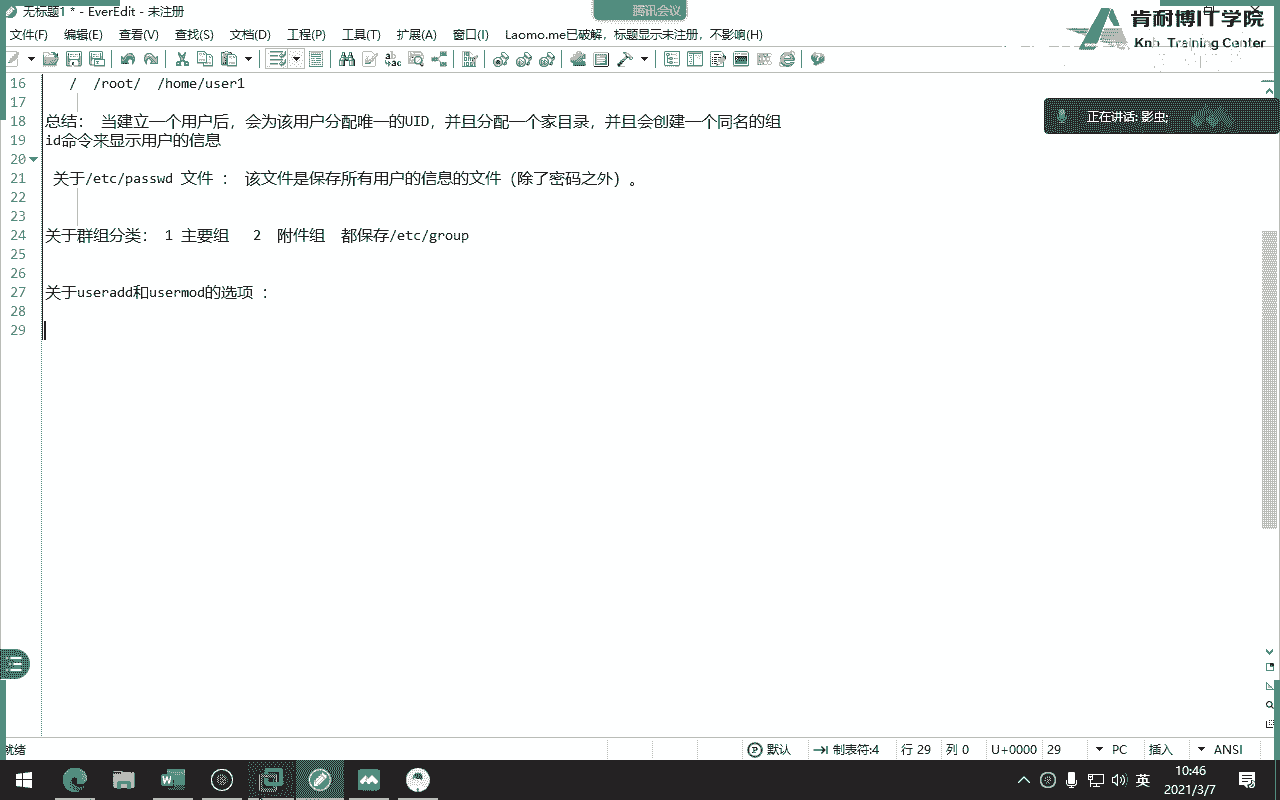 无标题1 * - EverEdit - 未注册
腾讯会议
肯耐博IT学院
Training Center
文件(F) 编辑(E) 查看(V) 查找(S) 文档(D) 工程(P) 工具(T) 扩展(A) 窗口(I) Laomo.me已破解，标题显示未注册，不影响(H)
正在讲话: 影虫;
16 / /root/ /home/user1
17
18 总结： 当建立一个用户后，会为该用户分配唯一的UID，并且分配一个家目录，并且会创建一个同名的组
19 id命令来显示用户的信息
20
21 关于/etc/passwd 文件 ： 该文件是保存所有用户的信息的文件（除了密码之外）。
22
23
24 关于群组分类： 1 主要组 2 附件组 都保存/etc/group
25
26
27 关于useradd和usermod的选项 ：
28
29
就绪 默认 制表符:4 行 29 列 0 U+0000 29 PC 插入 ANSI
英 10:46
2021/3/7